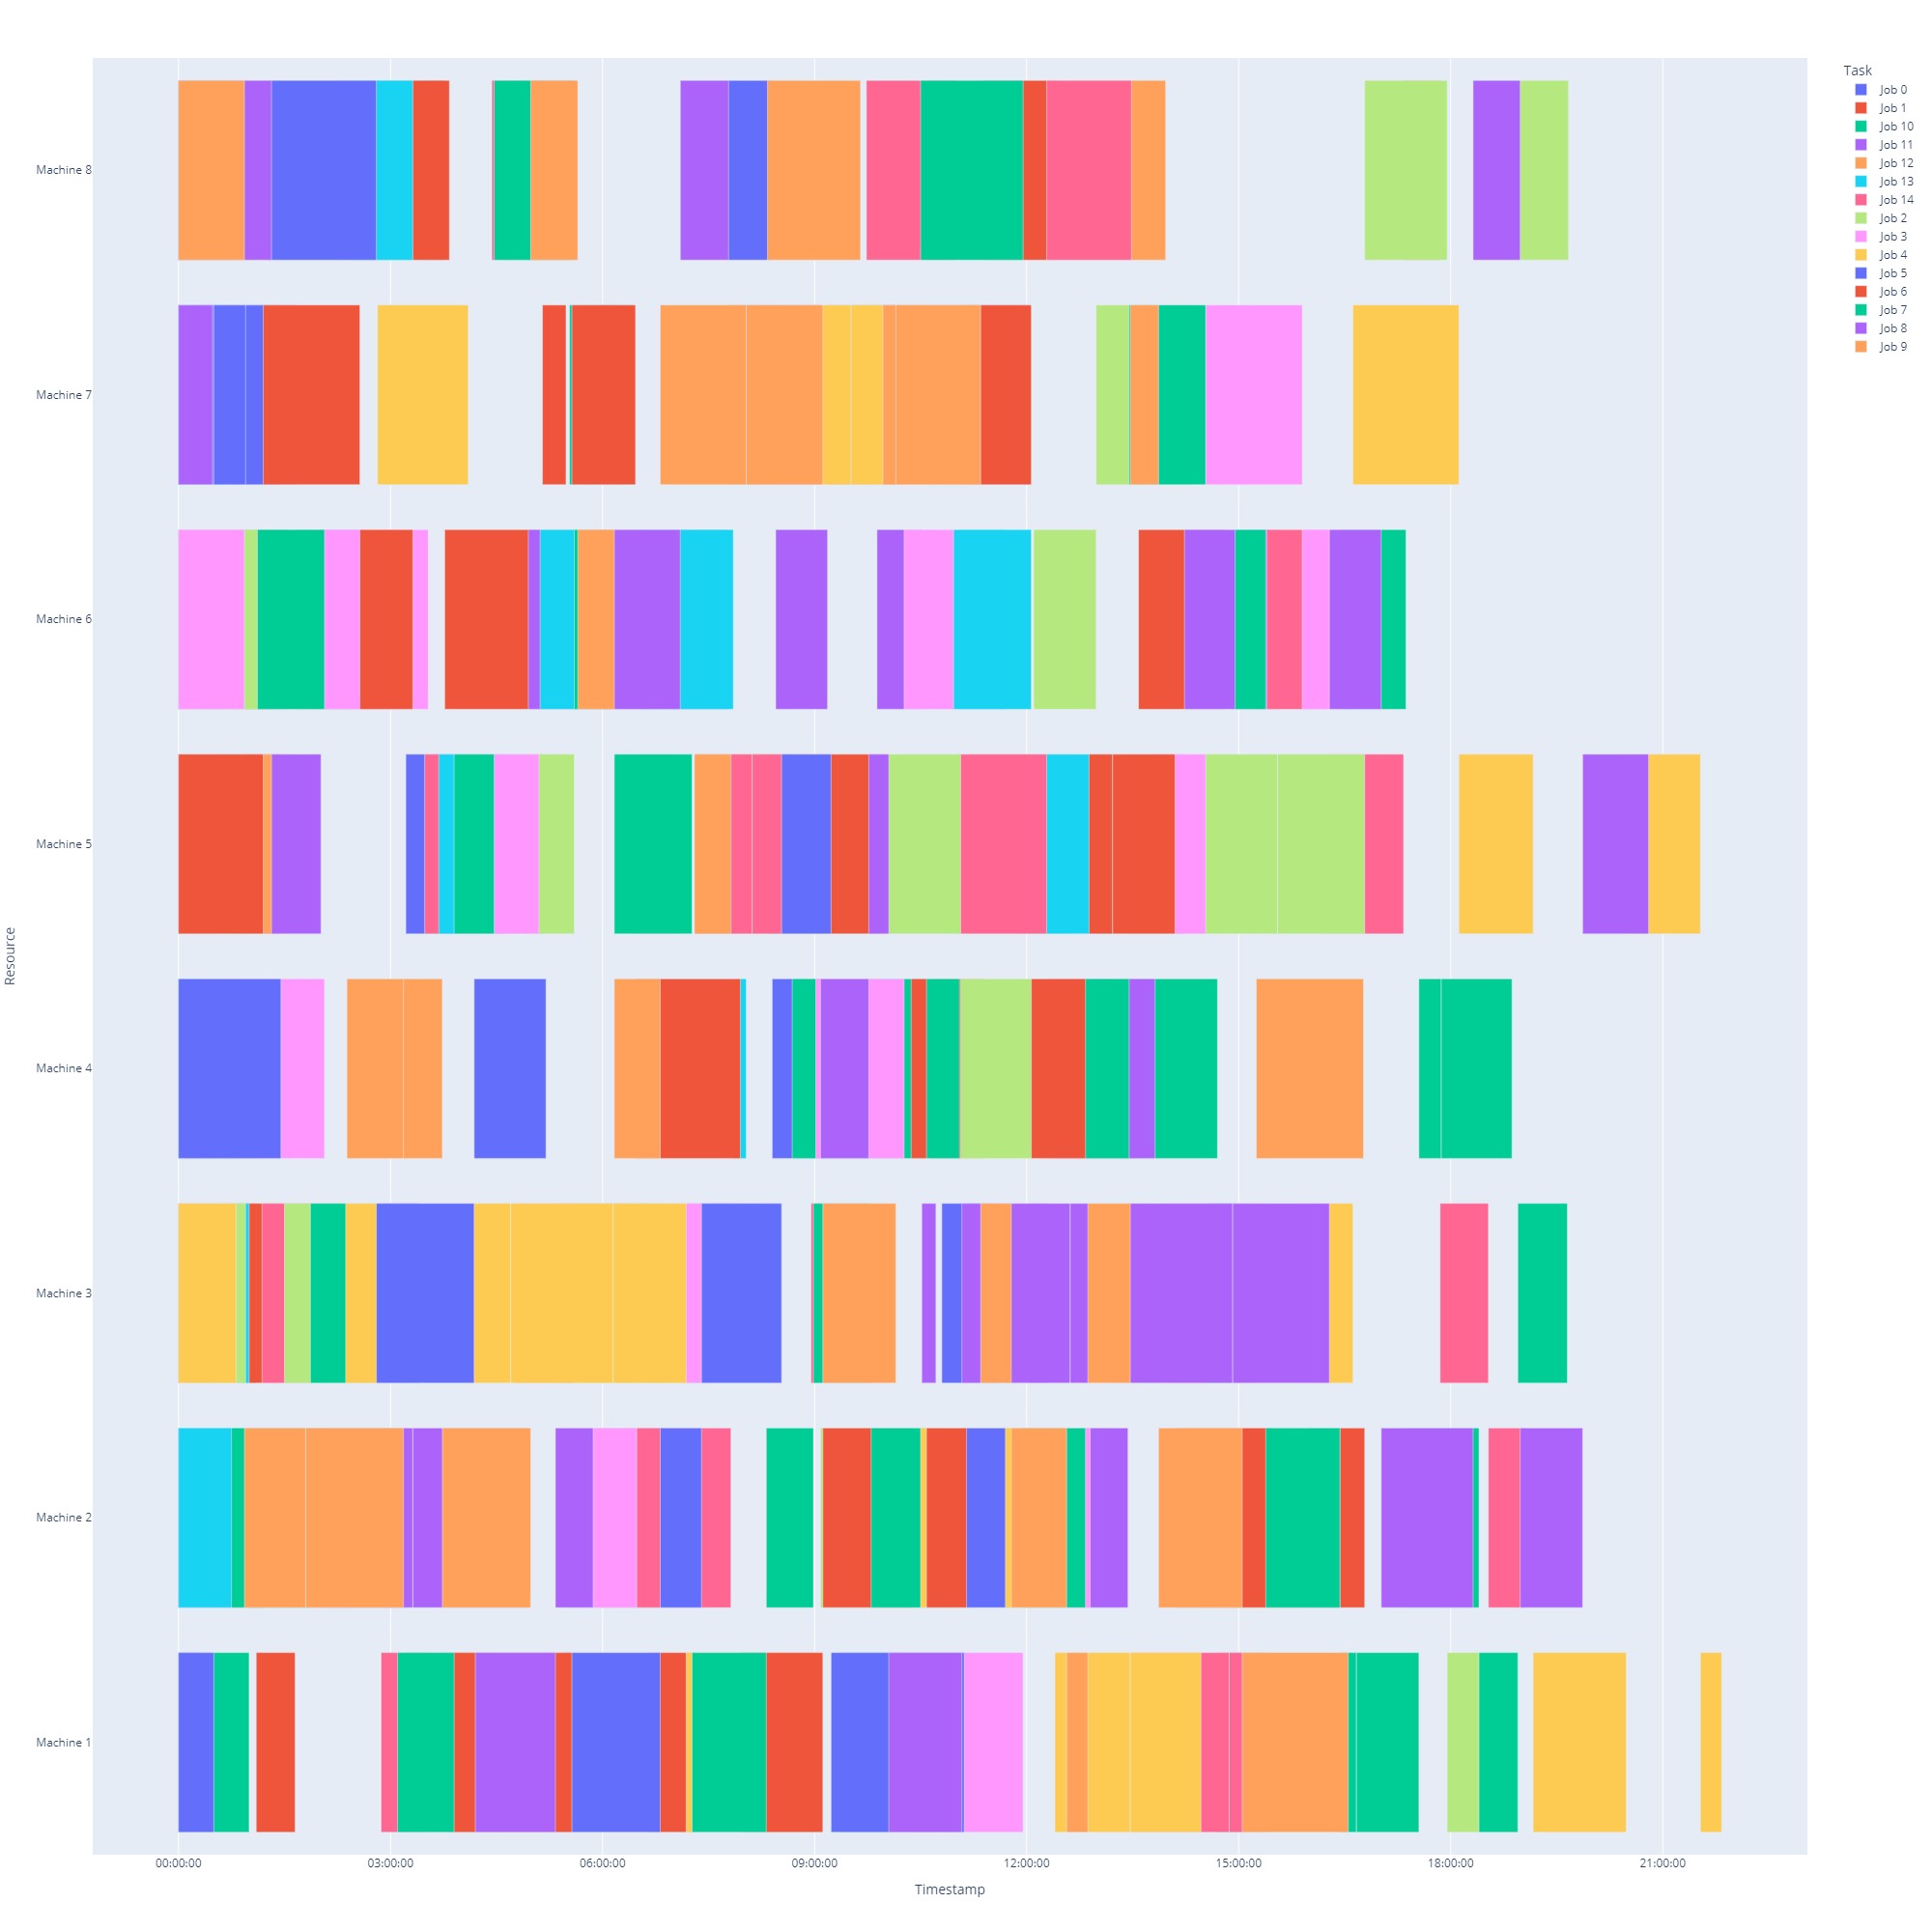 Task
Job 0
Job 1
Job 10
Job 11
Job 12
Job 13
Job 14
Job 2
Job 3
Job 4
Job 5
Job 6
Job 7
Job 8
Job 9
Machine 8
Machine 7
Machine 6
Machine 5
Machine 4
Machine 3
Machine 2
Machine 1
Resource
00:00:00 03:00:00 06:00:00 09:00:00 12:00:00 15:00:00 18:00:00 21:00:00
Timestamp